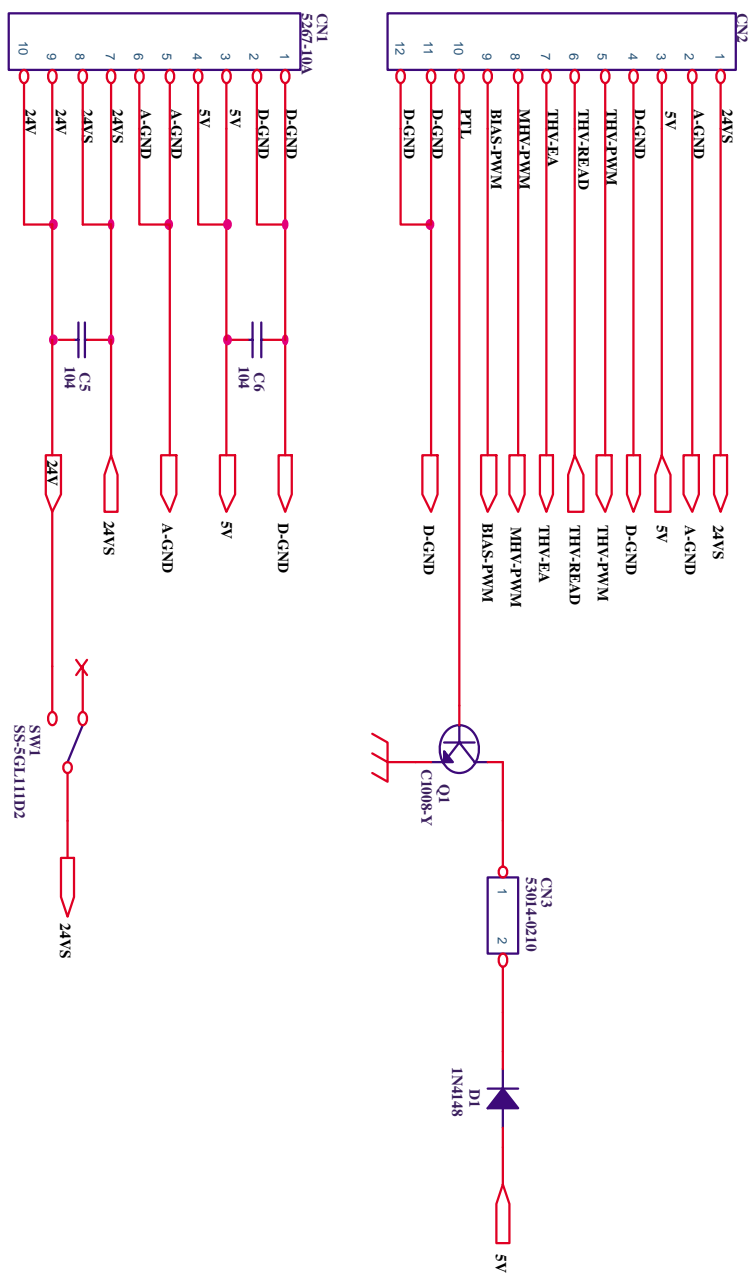 CN2
1 24VS 24VS
2 A-GND A-GND
3 5V 5V
4 D-GND D-GND
5 THV-PWM THV-PWM
6 THV-READ THV-READ
7 THV-EA THV-EA
8 MHV-PWM MHV-PWM
9 BIAS-PWM BIAS-PWM
10 PTL
11 D-GND D-GND
12 D-GND
Q1
C1008-Y
CN3
53014-0210
1 2
D1
1N4148
5V
CN1
5267-10A
1 D-GND D-GND
2 D-GND
3 5V 5V
4 5V
5 A-GND A-GND
6 A-GND
7 24VS 24VS
8 24VS
9 24V 24V
10 24V
C6
104
C5
104
SW1
SS-5GL111D2
24VS